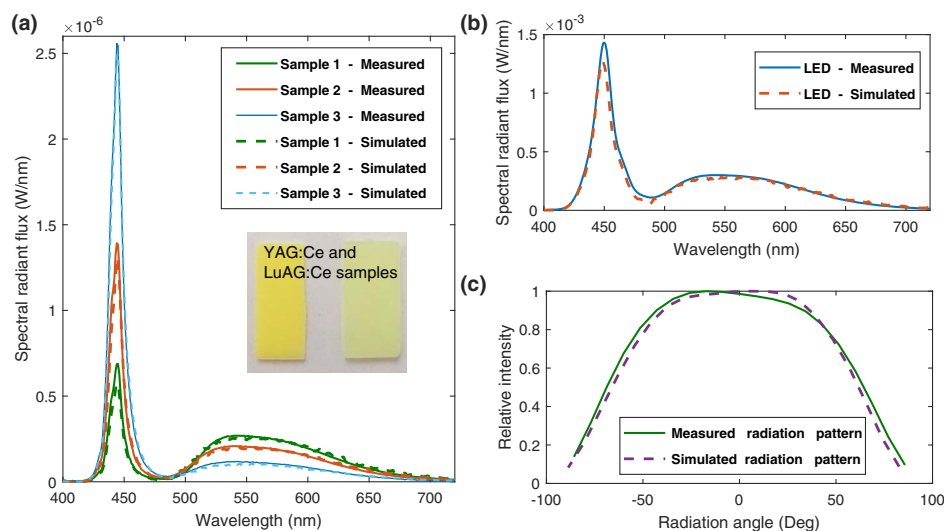 (a)
×10-6
2.5
2
1.5
1
0.5
0
400 450 500 550 600 650 700
Spectral radiant flux (W/nm)
Wavelength (nm)
Sample 1 - Measured
Sample 2 - Measured
Sample 3 - Measured
Sample 1 - Simulated
Sample 2 - Simulated
Sample 3 - Simulated
YAG:Ce and
LuAG:Ce samples
(b)
×10-3
1.5
1
0.5
0
400 450 500 550 600 650 700
Spectral radiant flux (W/nm)
Wavelength (nm)
LED - Measured
LED - Simulated
(c)
1
0.8
0.6
0.4
0.2
0
-100 -50 0 50 100
Relative intensity
Radiation angle (Deg)
Measured radiation pattern
Simulated radiation pattern